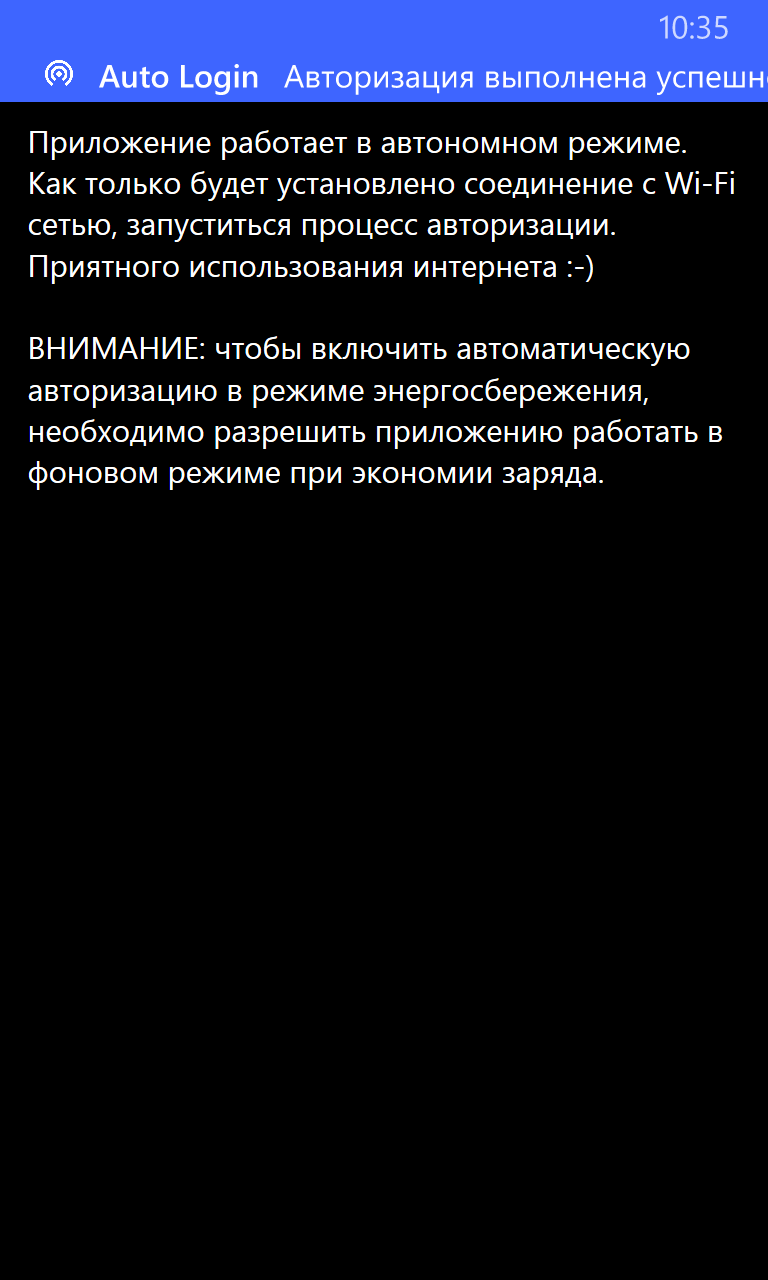 10:35
Auto Login Авторизация выполнена успешн
Приложение работает в автономном режиме.
Как только будет установлено соединение с Wi-Fi
сетью, запуститься процесс авторизации.
Приятного использования интернета :-)
ВНИМАНИЕ: чтобы включить автоматическую
авторизацию в режиме энергосбережения,
необходимо разрешить приложению работать в
фоновом режиме при экономии заряда.